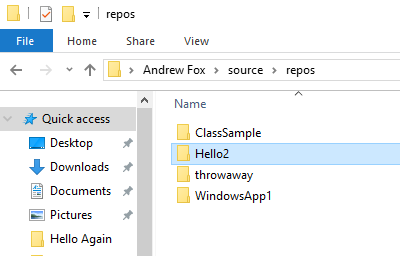 repos
File Home Share View
Andrew Fox > source > repos
Name
Quick access
Desktop
Downloads
Documents
Pictures
Hello Again
ClassSample
Hello2
throwaway
WindowsApp1